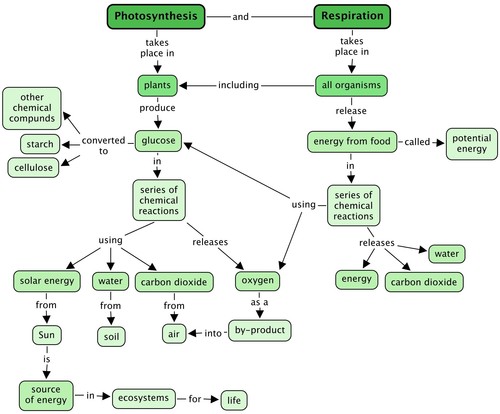 Photosynthesis
and
Respiration
takes
place in
takes
place in
plants
including
all organisms
other
chemical
compunds
produce
release
starch
converted
to
glucose
energy from food
called
potential
energy
cellulose
in
in
series of
chemical
reactions
using
series of
chemical
reactions
using
releases
releases
water
solar energy
water
carbon dioxide
oxygen
energy
carbon dioxide
from
from
from
as a
Sun
soil
air
into
by-product
is
source
of energy
in
ecosystems
for
life